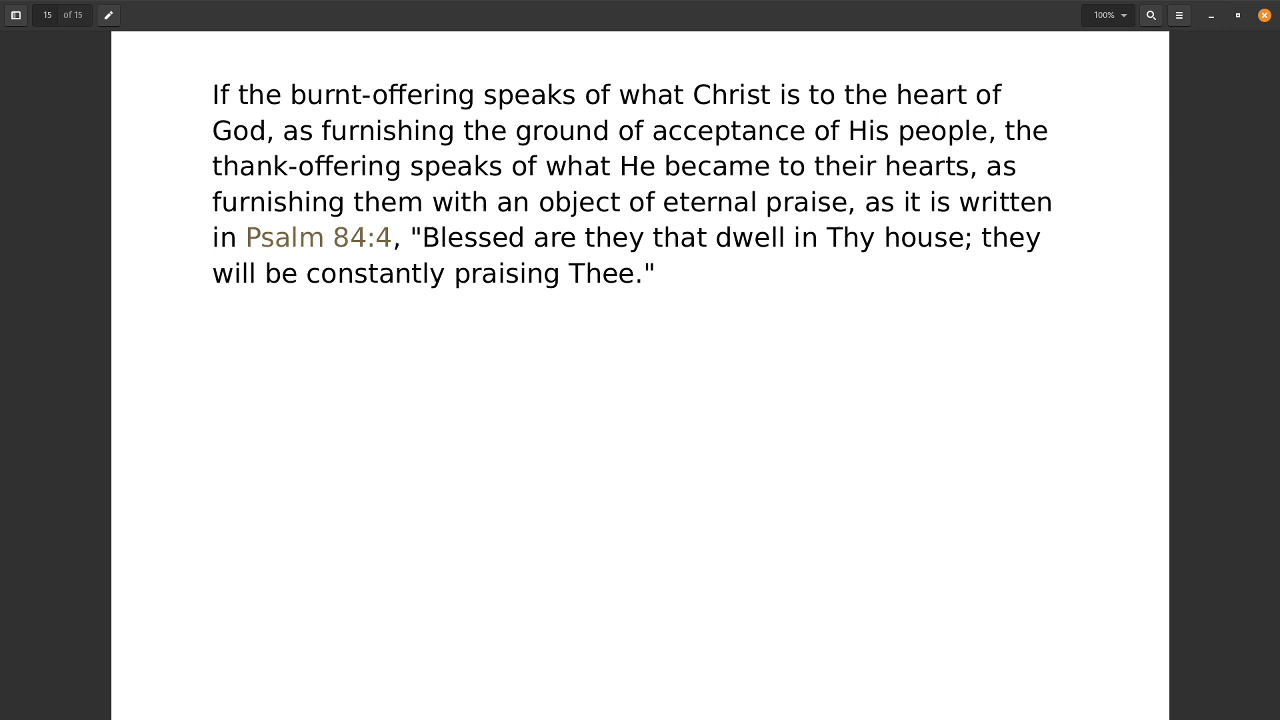 15 of 15
100%
If the burnt-offering speaks of what Christ is to the heart of
God, as furnishing the ground of acceptance of His people, the
thank-offering speaks of what He became to their hearts, as
furnishing them with an object of eternal praise, as it is written
in Psalm 84:4, "Blessed are they that dwell in Thy house; they
will be constantly praising Thee."